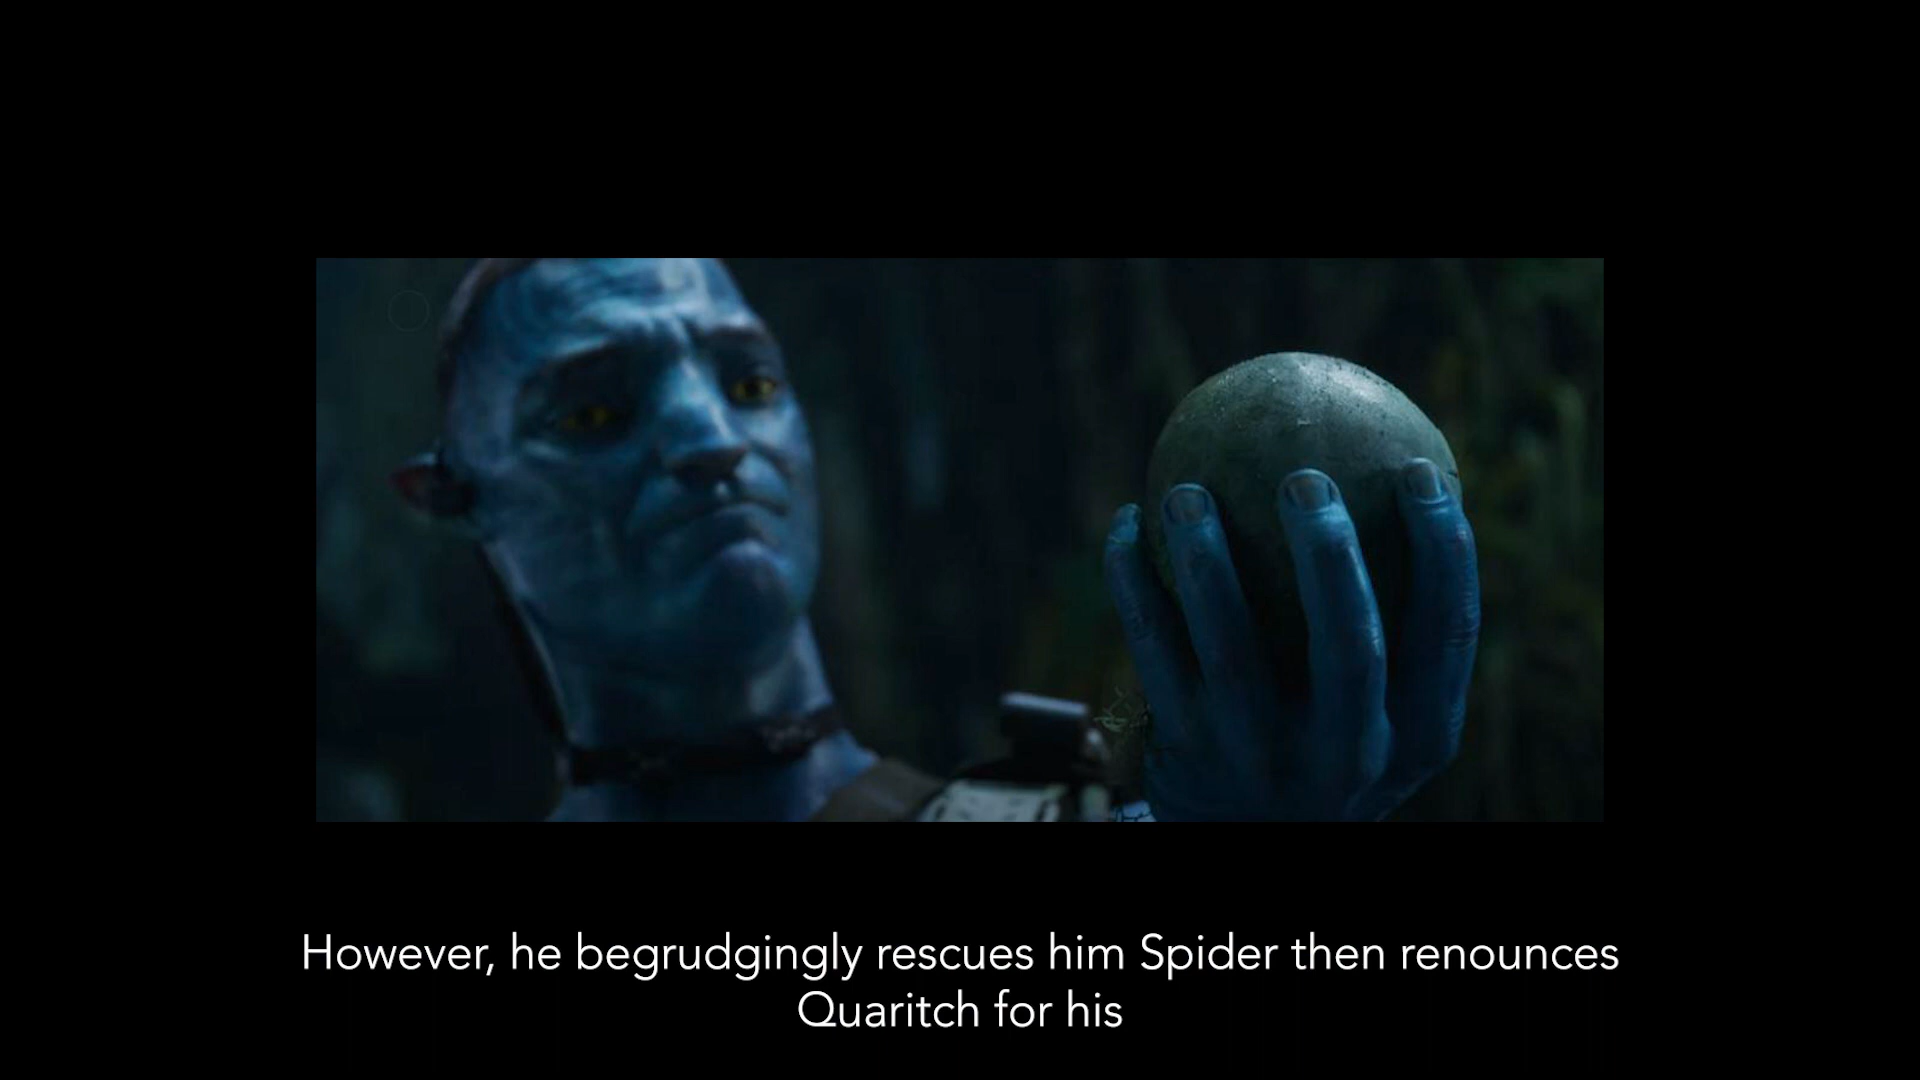 However, he begrudgingly rescues him Spider then renounces
Quaritch for his